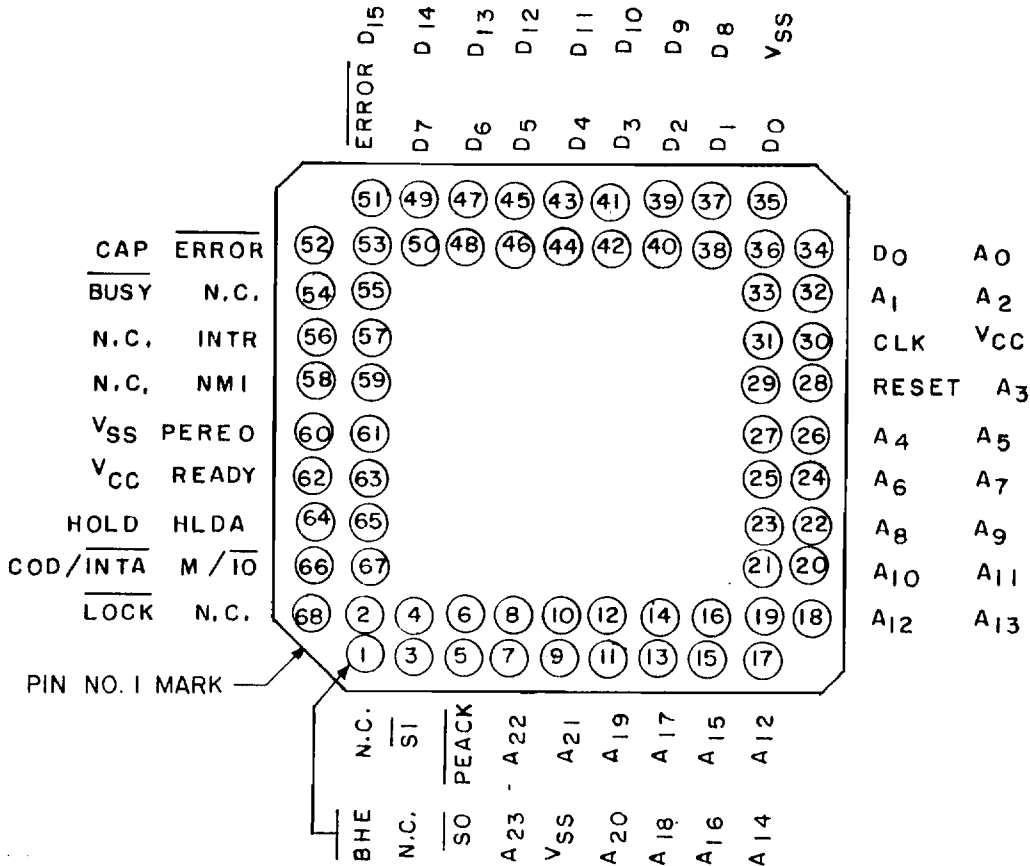 D15 D14 D13 D12 D11 D10 D9 D8 VSS
ERROR D7 D6 D5 D4 D3 D2 D1 D0
51 49 47 45 43 41 39 37 35
CAP ERROR 52 53 50 48 46 44 42 40 38 36 34 D0 A0
BUSY N.C. 54 55 33 32 A1 A2
N.C. INTR 56 57 31 30 CLK VCC
N.C. NMI 58 59 29 28 RESET A3
VSS PEREO 60 61 27 26 A4 A5
VCC READY 62 63 25 24 A6 A7
HOLD HLDA 64 65 23 22 A8 A9
COD/INTA M/IO 66 67 21 20 A10 A11
LOCK N.C. 68 2 4 6 8 10 12 14 16 19 18 A12 A13
1 3 5 7 9 11 13 15 17
PIN NO. 1 MARK
N.C. S1 PEACK A22 A21 A19 A17 A15 A12
BHE N.C. S0 A23 VSS A20 A18 A16 A14